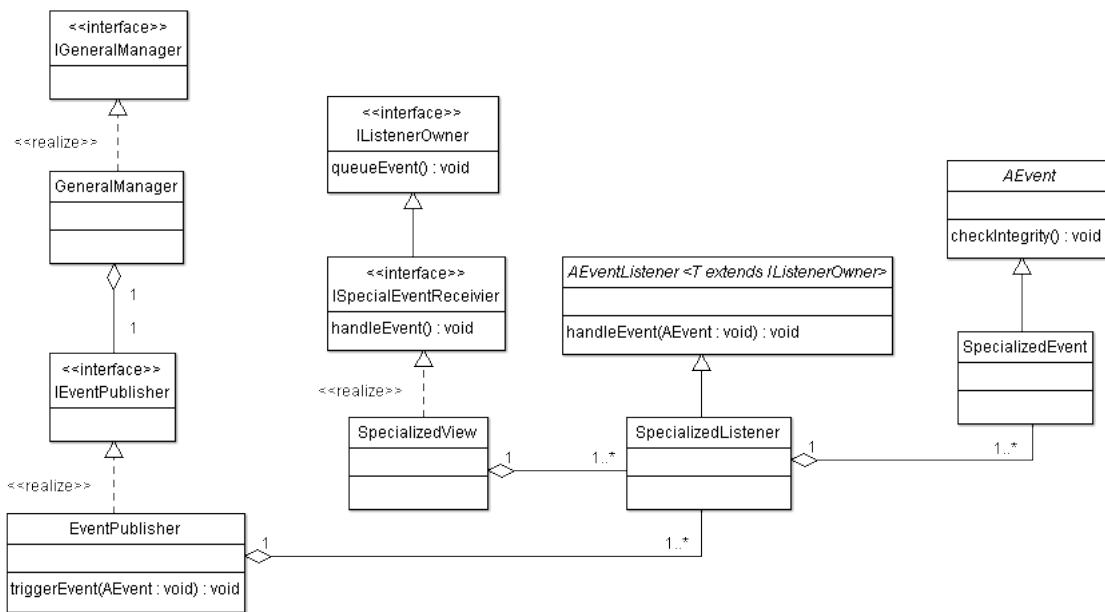 <<interface>>
IGeneralManager
<<realize>>
GeneralManager
1
1
<<interface>>
IEventPublisher
<<realize>>
EventPublisher
triggerEvent(AEvent : void) : void
1
1..*
<<interface>>
IListenerOwner
queueEvent() : void
<<interface>>
ISpecialEventReceivier
handleEvent() : void
<<realize>>
SpecializedView
1
1..*
AEventListener <T extends IListenerOwner>
handleEvent(AEvent : void) : void
SpecializedListener
1
1..*
AEvent
checkIntegrity() : void
SpecializedEvent